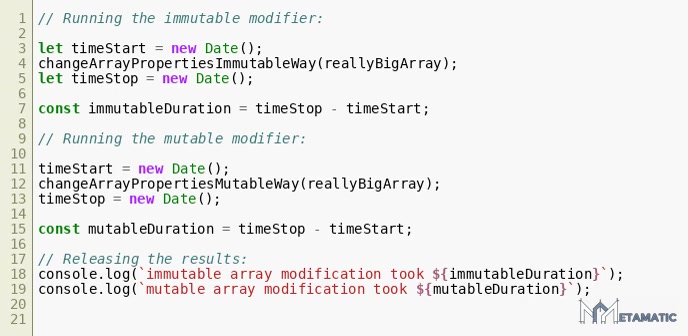 1 // Running the immutable modifier:
2
3 let timeStart = new Date();
4 changeArrayPropertiesImmutableWay(reallyBigArray);
5 let timeStop = new Date();
6
7 const immutableDuration = timeStop - timeStart;
8
9 // Running the mutable modifier:
10
11 timeStart = new Date();
12 changeArrayPropertiesMutableWay(reallyBigArray);
13 timeStop = new Date();
14
15 const mutableDuration = timeStop - timeStart;
16
17 // Releasing the results:
18 console.log(`immutable array modification took ${immutableDuration}`);
19 console.log(`mutable array modification took ${mutableDuration}`);
20
21
METAMATIC